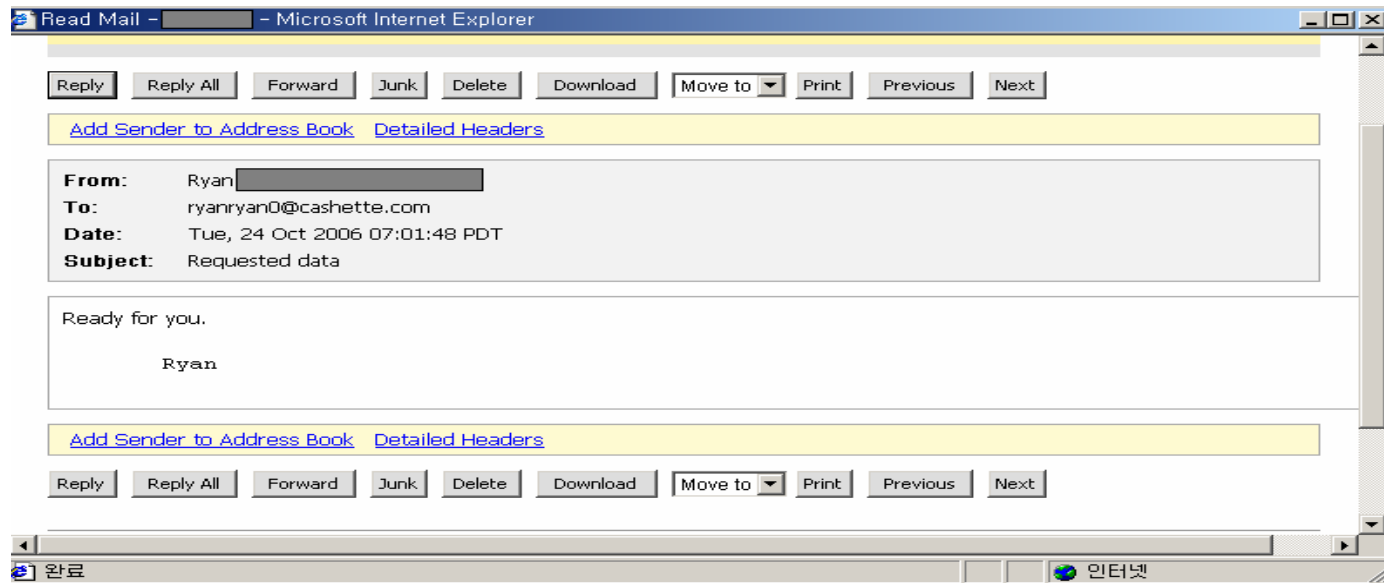 Read Mail - - Microsoft Internet Explorer
Reply Reply All Forward Junk Delete Download Move to Print Previous Next
Add Sender to Address Book Detailed Headers
From: Ryan
To: ryanryan0@cashette.com
Date: Tue, 24 Oct 2006 07:01:48 PDT
Subject: Requested data
Ready for you.
Ryan
Add Sender to Address Book Detailed Headers
Reply Reply All Forward Junk Delete Download Move to Print Previous Next
완료 인터넷